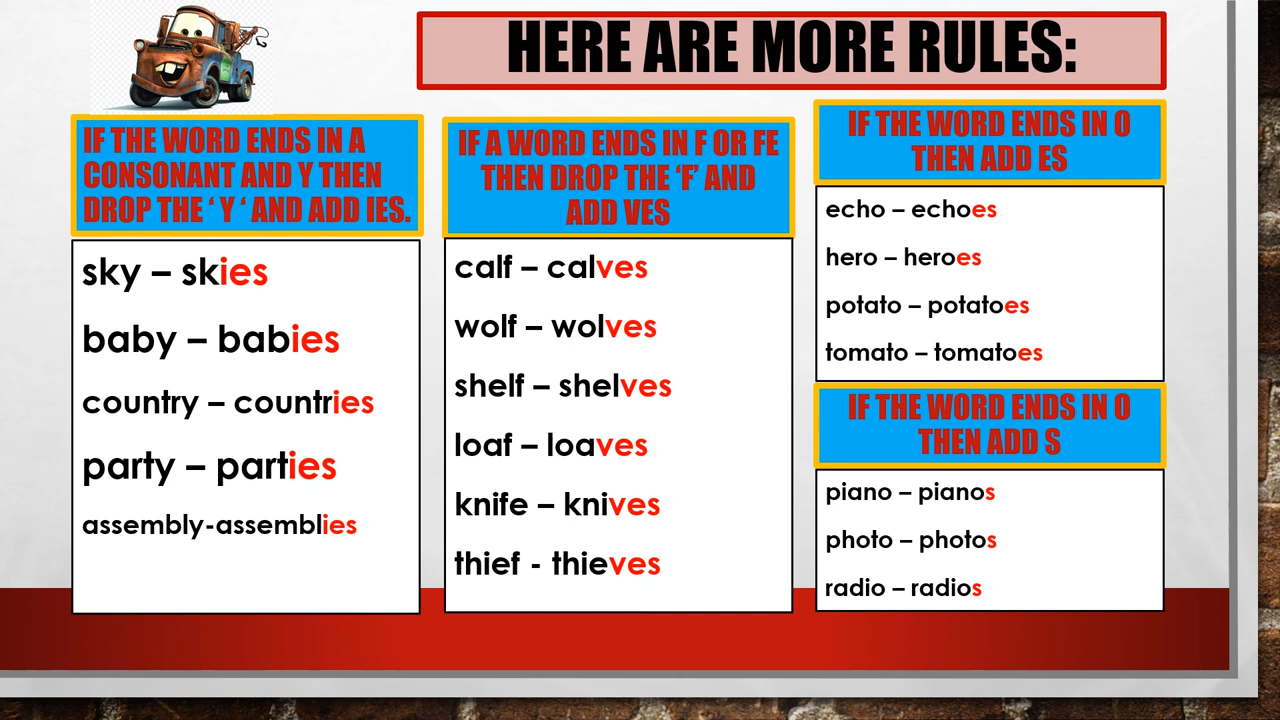 HERE ARE MORE RULES:
IF THE WORD ENDS IN A
CONSONANT AND Y THEN
DROP THE ‘ Y ‘ AND ADD IES.
sky – skies
baby – babies
country – countries
party – parties
assembly-assemblies
IF A WORD ENDS IN F OR FE
THEN DROP THE ‘F’ AND
ADD VES
calf – calves
wolf – wolves
shelf – shelves
loaf – loaves
knife – knives
thief - thieves
IF THE WORD ENDS IN O
THEN ADD ES
echo – echoes
hero – heroes
potato – potatoes
tomato – tomatoes
IF THE WORD ENDS IN O
THEN ADD S
piano – pianos
photo – photos
radio – radios